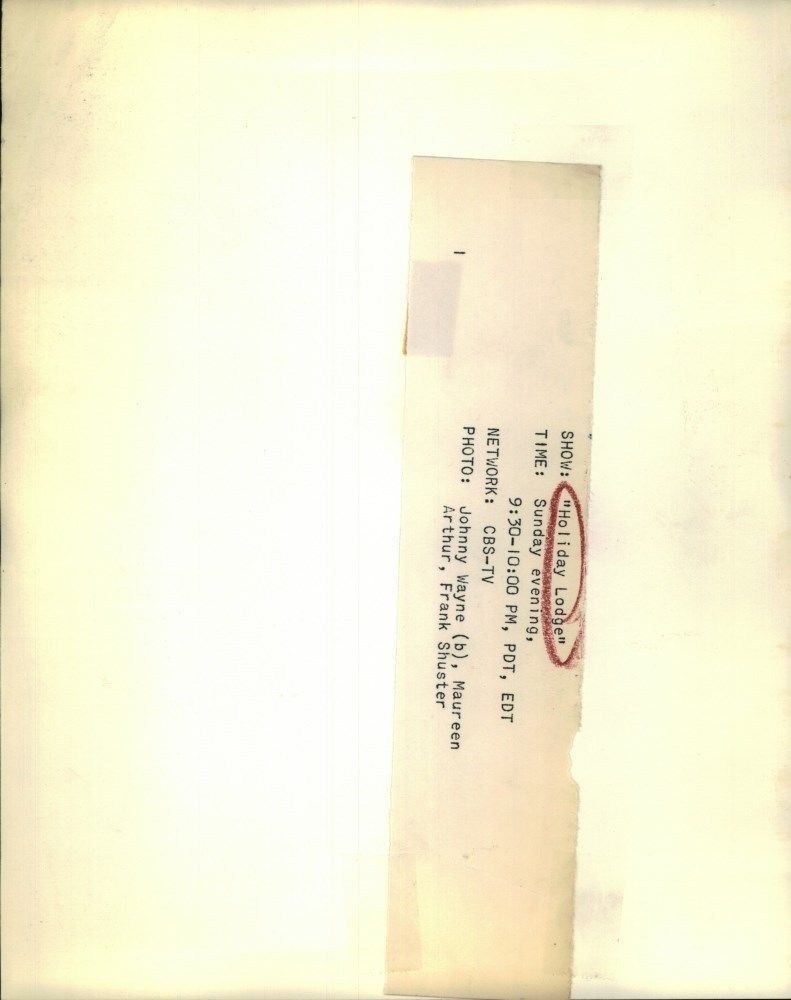 SHOW: "Holiday Lodge"
TIME: Sunday evening,
9:30-10:00 PM, PDT, EDT
NETWORK: CBS-TV
PHOTO: Johnny Wayne (b), Maureen
Arthur, Frank Shuster